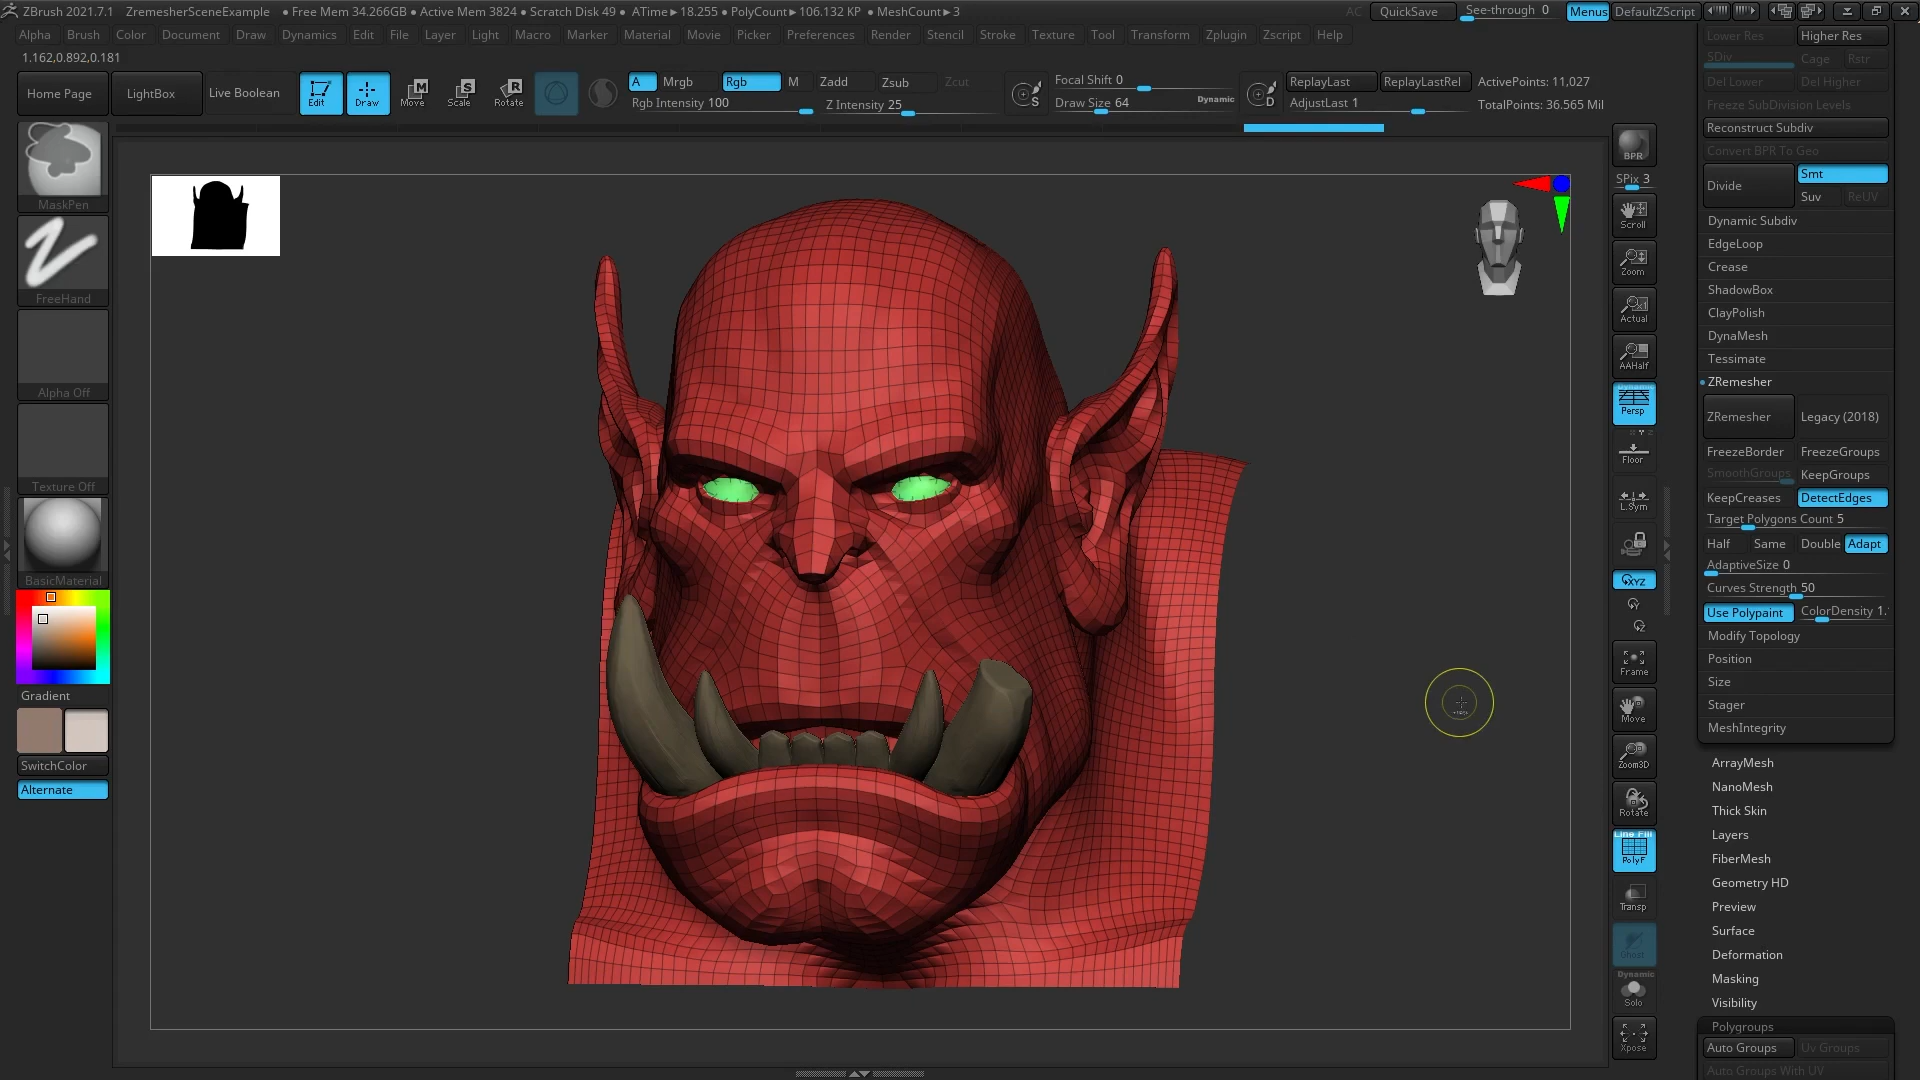 ZBrush 2021.7.1 ZremesherSceneExample • Free Mem 34.266GB • Active Mem 3824 • Scratch Disk 49 • ATime▸18.255 • PolyCount▸106.132 KP • MeshCount▸3 AC QuickSave See-through 0 Menus DefaultZScript
Alpha Brush Color Document Draw Dynamics Edit File Layer Light Macro Marker Material Movie Picker Preferences Render Stencil Stroke Texture Tool Transform Zplugin Zscript Help
1.162,0.892,0.181
Home Page LightBox Live Boolean Edit Draw Move Scale Rotate
A Mrgb Rgb M Zadd Zsub Zcut
Rgb Intensity 100 Z Intensity 25
Focal Shift 0
Draw Size 64 Dynamic
ReplayLast ReplayLastRel ActivePoints: 11,027
AdjustLast 1 TotalPoints: 36.565 Mil
MaskPen
FreeHand
Alpha Off
Texture Off
BasicMaterial
Gradient
SwitchColor
Alternate
BPR
SPix 3
Scroll
Zoom
Actual
AAHalf
Dynamic
Persp
Floor
L.Sym
XYZ
Frame
Move
Zoom3D
Rotate
Line Fill
PolyF
Transp
Ghost
Dynamic
Solo
Xpose
Lower Res Higher Res
SDiv Cage Rstr
Del Lower Del Higher
Freeze SubDivision Levels
Reconstruct Subdiv
Convert BPR To Geo
Divide Smt
Suv ReUV
Dynamic Subdiv
EdgeLoop
Crease
ShadowBox
ClayPolish
DynaMesh
Tessimate
ZRemesher
ZRemesher Legacy (2018)
FreezeBorder FreezeGroups
SmoothGroups KeepGroups
KeepCreases DetectEdges
Target Polygons Count 5
Half Same Double Adapt
AdaptiveSize 0
Curves Strength 50
Use Polypaint ColorDensity 1.
Modify Topology
Position
Size
Stager
MeshIntegrity
ArrayMesh
NanoMesh
Thick Skin
Layers
FiberMesh
Geometry HD
Preview
Surface
Deformation
Masking
Visibility
Polygroups
Auto Groups Uv Groups
Auto Groups With UV